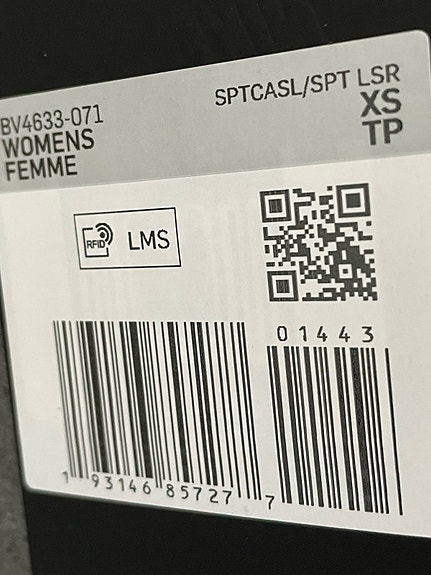 BV4633-071
WOMENS
FEMME
SPTCASL/SPT LSR
XS
TP
RFID
LMS
01443
1 93146 85727 7